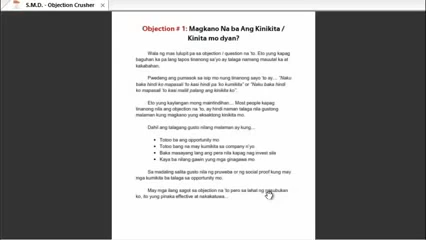 S.M.D. - Objection Crusher
Objection # 1: Magkano Na ba Ang Kinikita /
Kinita mo dyan?
Wala ng mas lulupit pa sa objection / question na 'to. Eto yung kapag
baguhan ka pa lang tapos tinanong sa'yo ay talaga namang mauutal ka at
kakabahan.
Pwedeng ang pumasok sa isip mo nung tinanong sayo 'to ay… "Naku
baka hindi ko mapasali 'to kasi hindi pa 'ko kumikita" or "Naku baka hindi
ko mapasali 'to kasi maliit palang ang kinikita ko".
Eto yung kaylangan mong maintindihan… Most people kapag
tinanong nila ang objection na 'to, ay hindi naman talaga nila gustong
malaman kung magkano yung eksaktong kinikita mo.
Dahil ang talagang gusto nilang malaman ay kung…
• Totoo ba ang opportunity mo
• Totoo bang na may kumikita sa company n'yo.
• Baka masayang lang ang pera nila kapag nag invest sila
• Kaya ba nilang gawin yung mga ginagawa mo
Sa madaling salita gusto nila ng pruweba or ng social proof kung may
mga kumikita ba talaga sa opportunity mo.
May mga ilang sagot sa objection na 'to pero sa lahat ng
ko, ito yung pinaka effective at nakakatuwa…